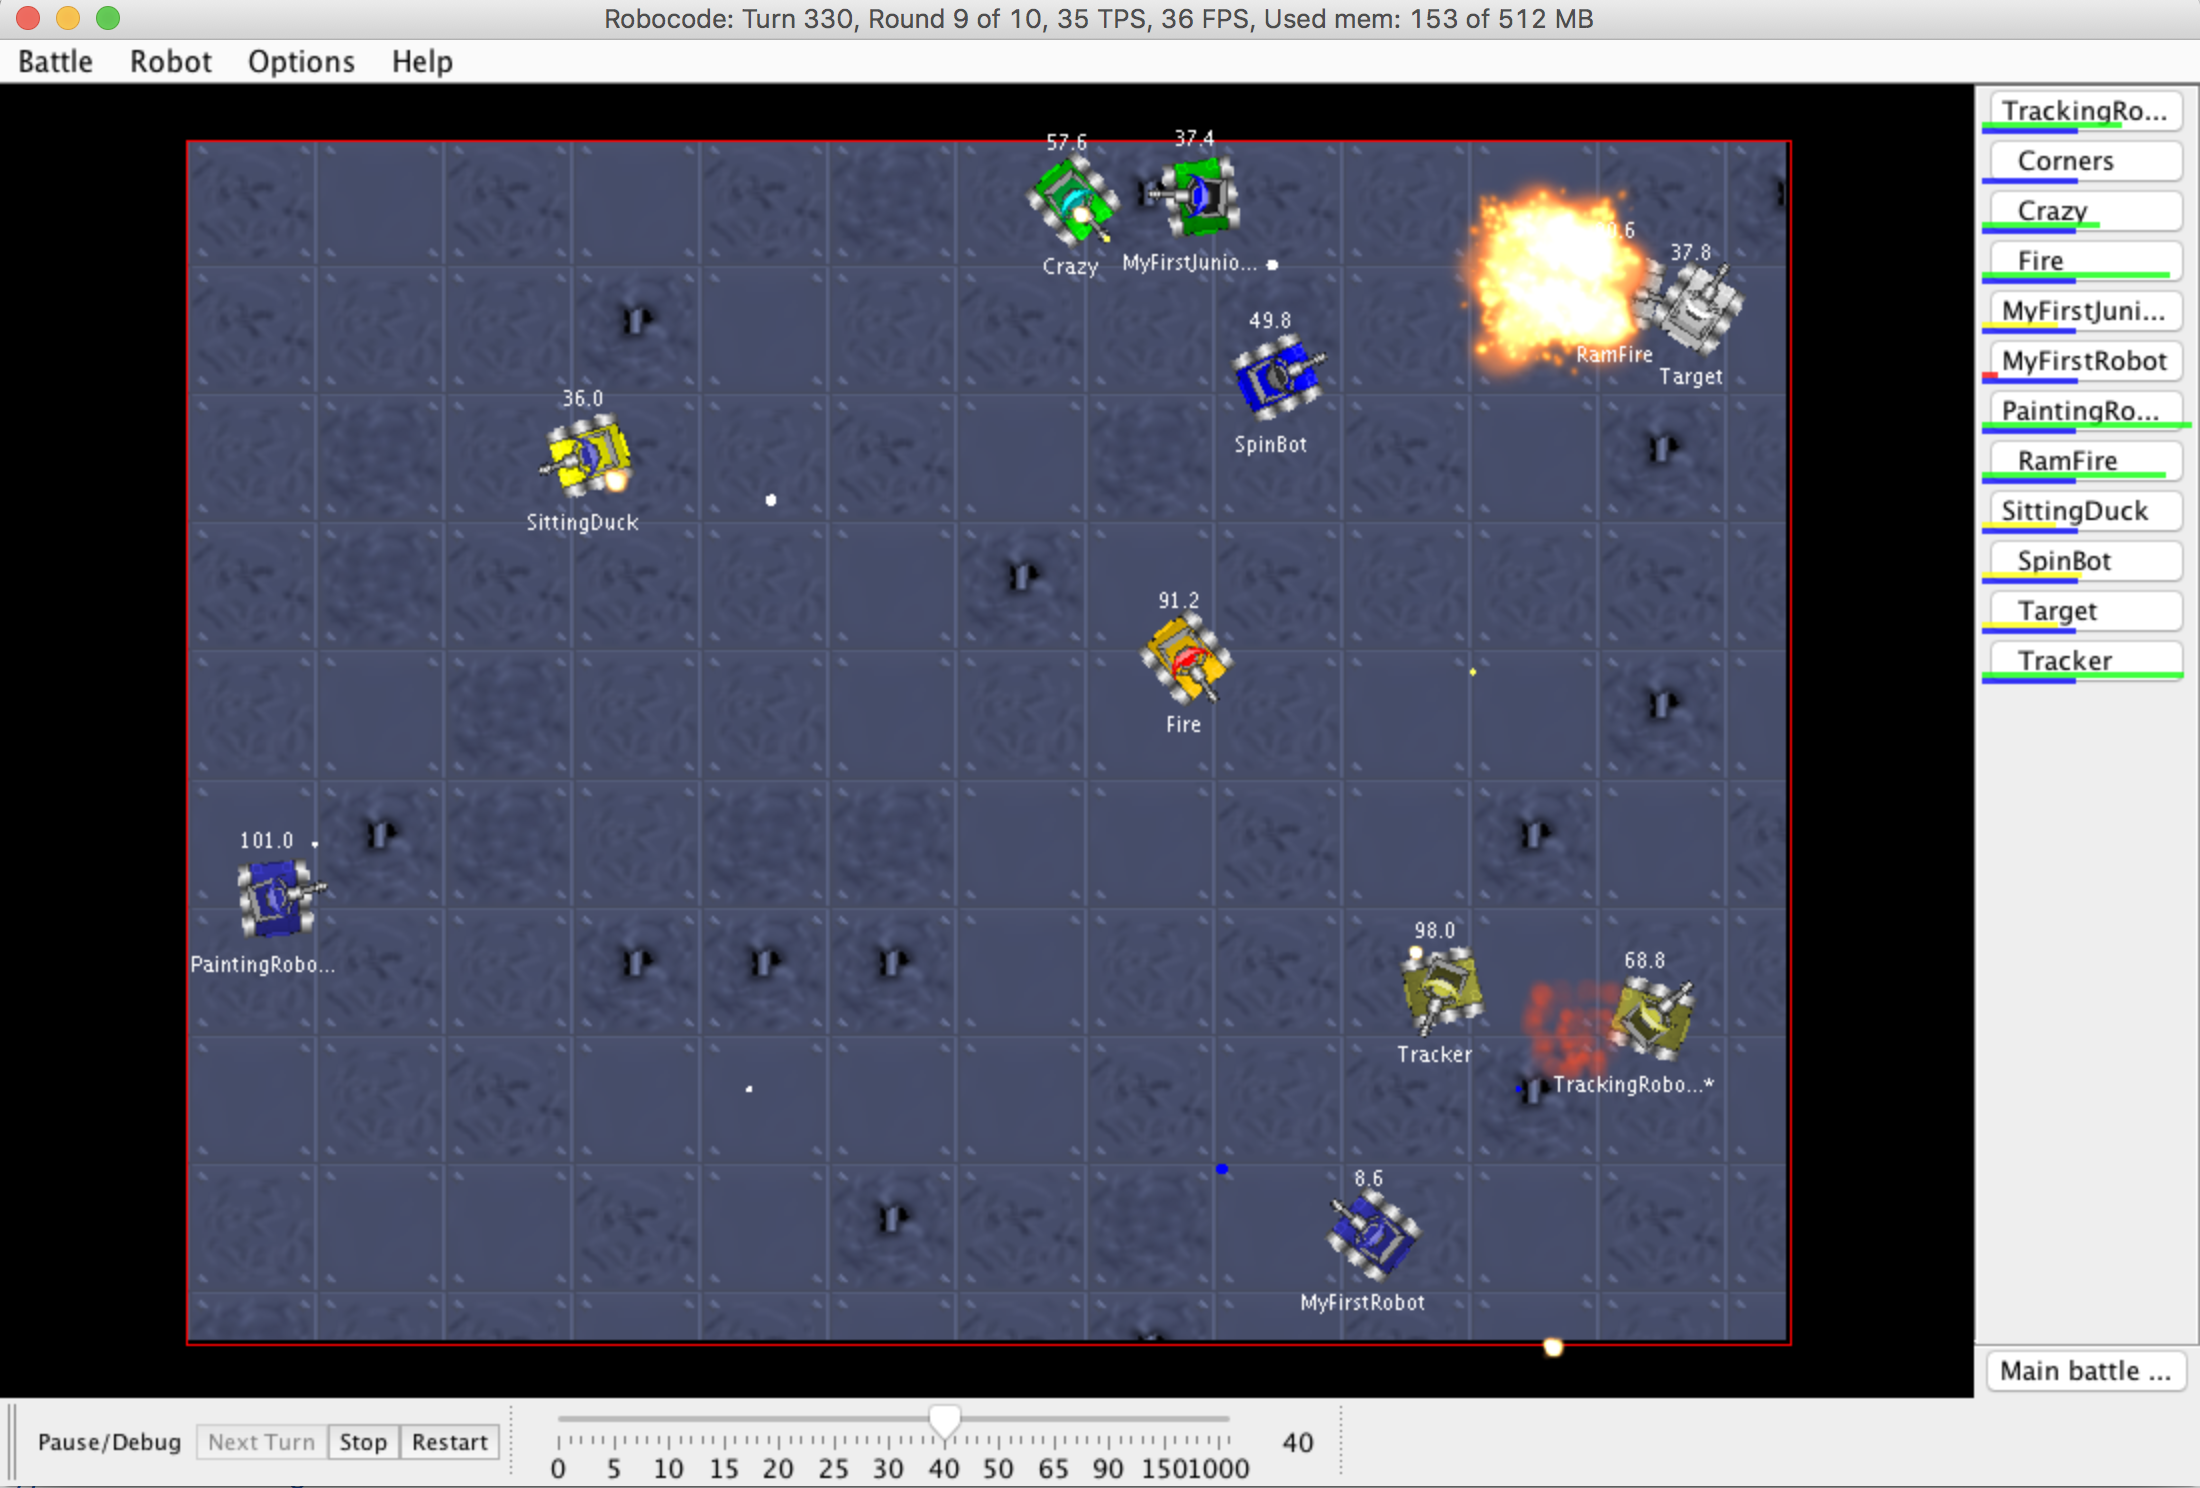 Robocode: Turn 330, Round 9 of 10, 35 TPS, 36 FPS, Used mem: 153 of 512 MB
Battle Robot Options Help
57.6
37.4
Crazy
MyFirstJunio...
37.8
RamFire
Target
49.8
SpinBot
36.0
SittingDuck
91.2
Fire
101.0
PaintingRobo...
98.0
Tracker
68.8
TrackingRobo...*
8.6
MyFirstRobot
TrackingRo...
Corners
Crazy
Fire
MyFirstJuni...
MyFirstRobot
PaintingRo...
RamFire
SittingDuck
SpinBot
Target
Tracker
Main battle ...
Pause/Debug Next Turn Stop Restart
40
0 5 10 15 20 25 30 40 50 65 90 150 1000